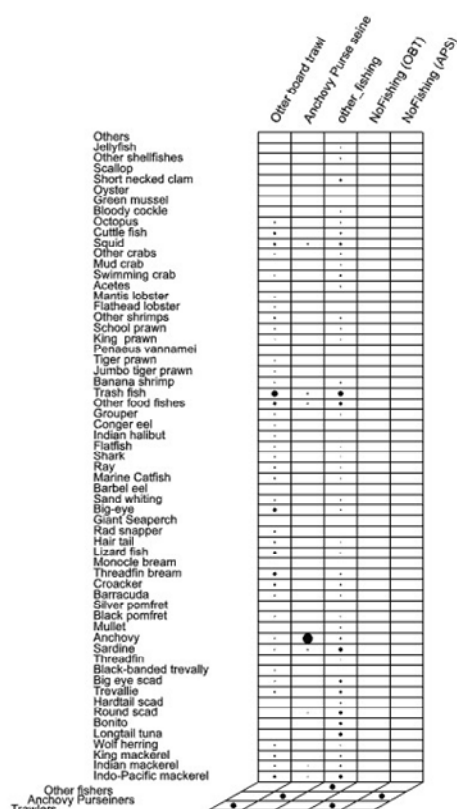 Otter board trawl
Anchovy Purse seine
other_fishing
NoFishing (OBT)
NoFishing (APS)
Others
Jellyfish
Other shellfishes
Scallop
Short necked clam
Oyster
Green mussel
Bloody cockle
Octopus
Cuttle fish
Squid
Other crabs
Mud crab
Swimming crab
Acetes
Mantis lobster
Flathead lobster
Other shrimps
School prawn
King prawn
Penaeus vannamei
Tiger prawn
Jumbo tiger prawn
Banana shrimp
Trash fish
Other food fishes
Grouper
Conger eel
Indian halibut
Flatfish
Shark
Ray
Marine Catfish
Barbel eel
Sand whiting
Big-eye
Giant Seaperch
Rad snapper
Hair tail
Lizard fish
Monocle bream
Threadfin bream
Croacker
Barracuda
Silver pomfret
Black pomfret
Mullet
Anchovy
Sardine
Threadfin
Black-banded trevally
Big eye scad
Trevallie
Hardtail scad
Round scad
Bonito
Longtail tuna
Wolf herring
King mackerel
Indian mackerel
Indo-Pacific mackerel
Other fishers
Anchovy Purseiners
Trawlers